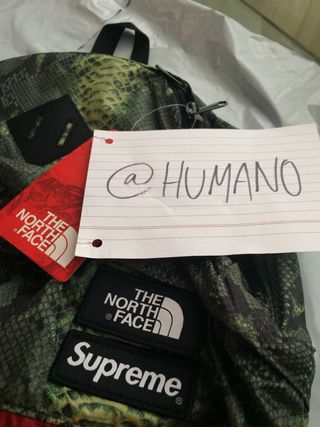 @HUMANO
THE
NORTH
FACE
THE
NORTH
FACE
®
Supreme®